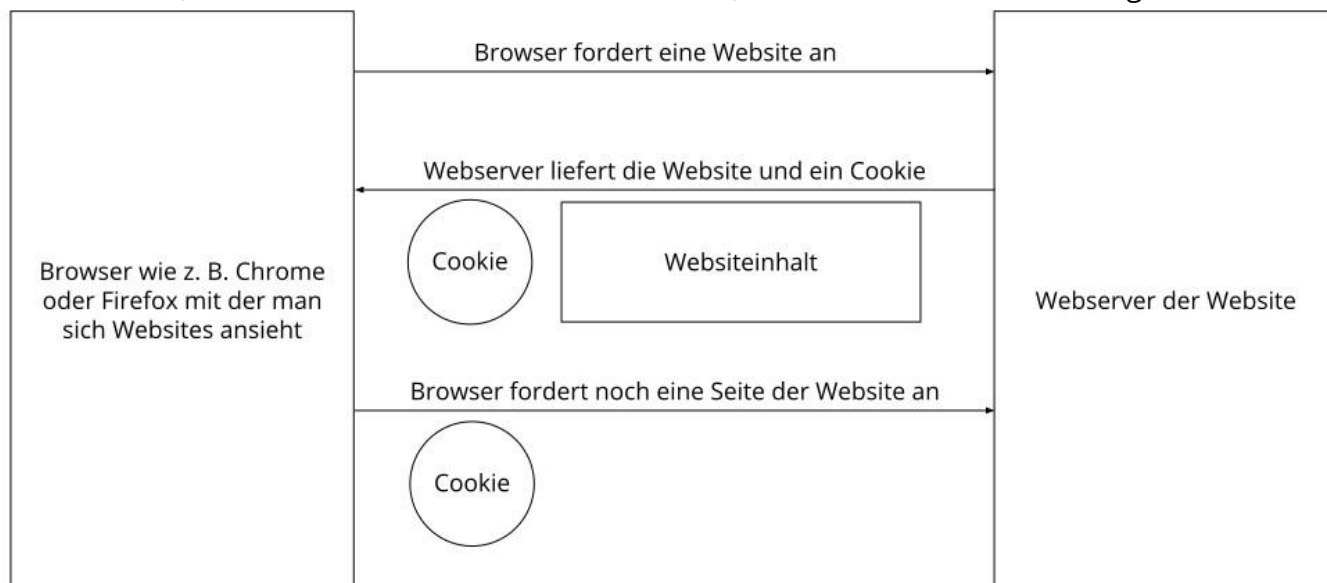 Browser fordert eine Website an
Webserver liefert die Website und ein Cookie
Cookie
Websiteinhalt
Browser wie z. B. Chrome
oder Firefox mit der man
sich Websites ansieht
Webserver der Website
Browser fordert noch eine Seite der Website an
Cookie